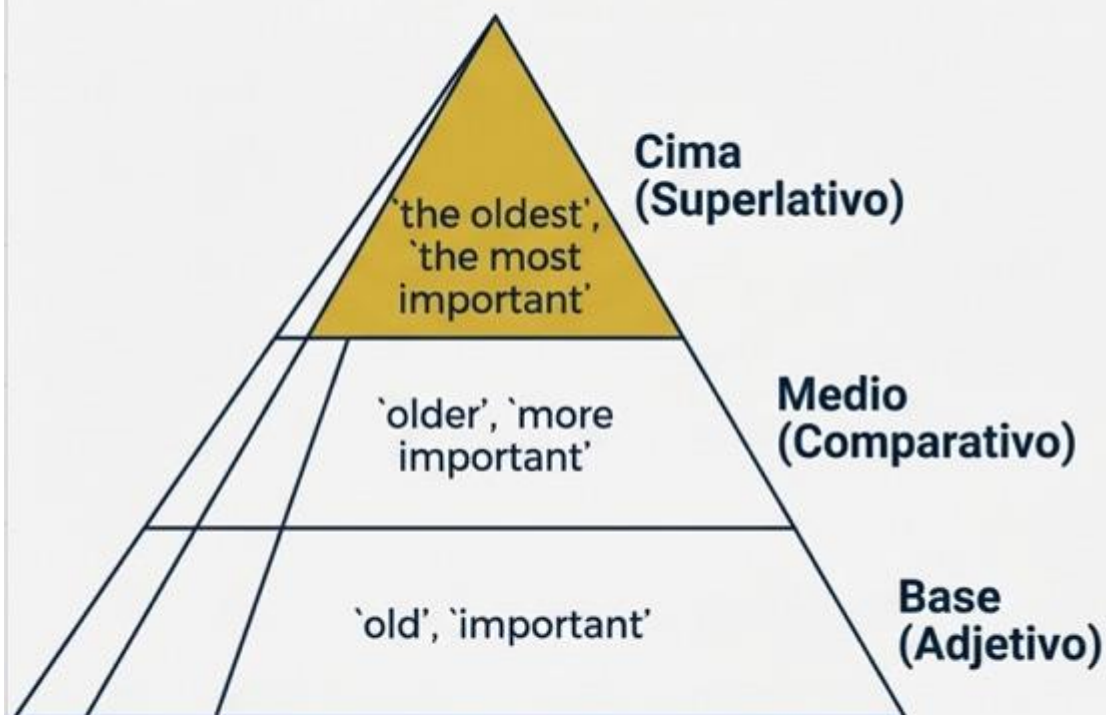 Cima
(Superlativo)
`the oldest’,
`the most
important’
Medio
(Comparativo)
`older’, `more
important’
Base
(Adjetivo)
`old’, `important’